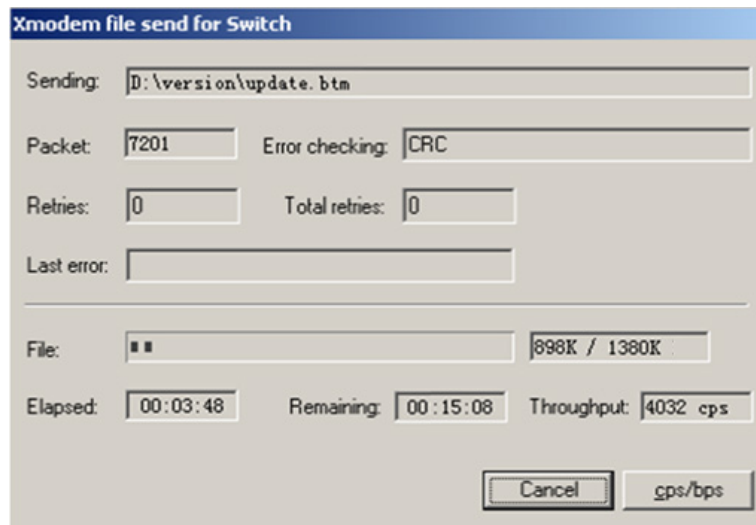 Xmodem file send for Switch
Sending: D:\version\update.btm
Packet: 7201 Error checking: CRC
Retries: 0 Total retries: 0
Last error:
File: 898K / 1380K
Elapsed: 00:03:48 Remaining: 00:15:08 Throughput: 4032 cps
Cancel cps/bps